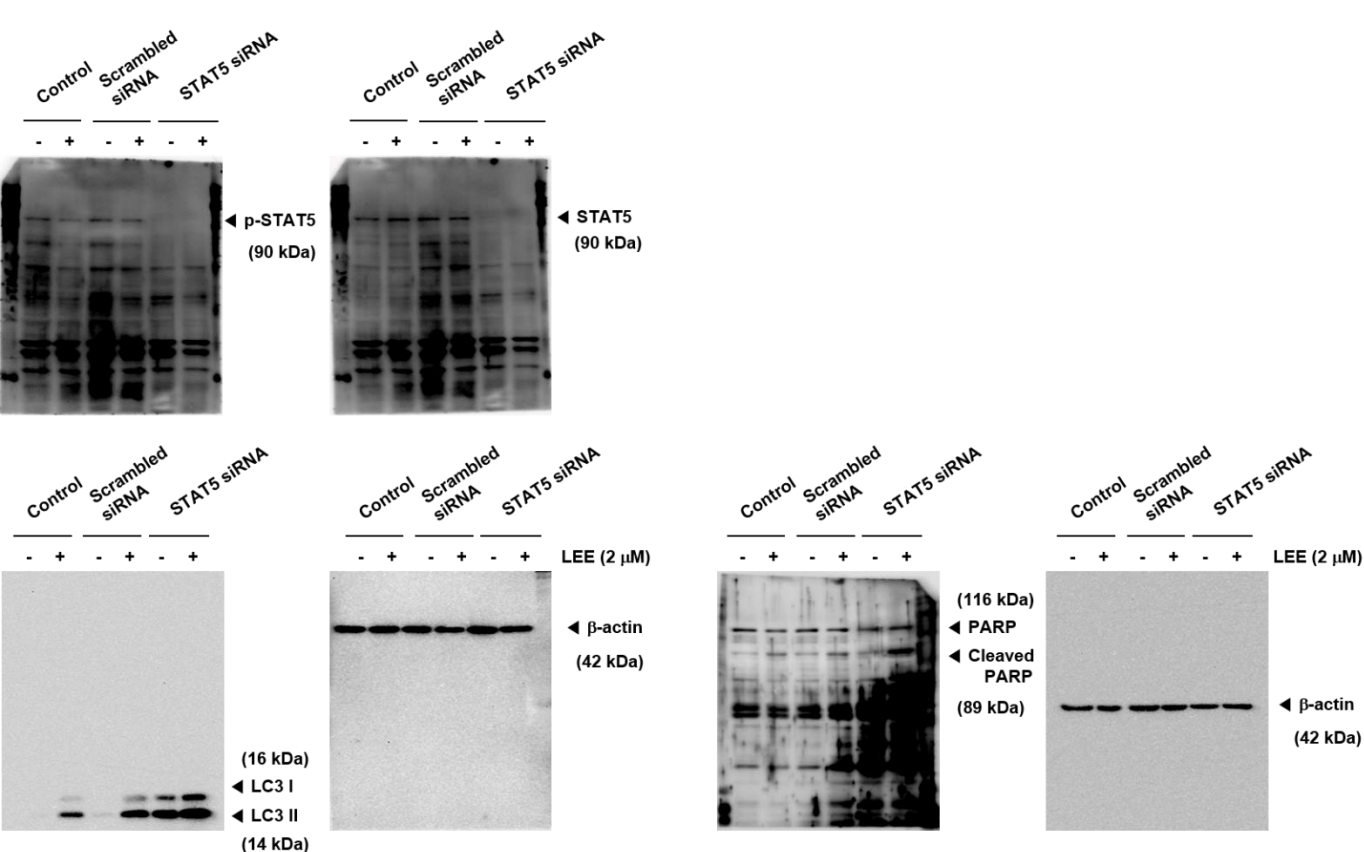 Control Scrambled siRNA STAT5 siRNA
- + - + - +
p-STAT5
(90 kDa)
Control Scrambled siRNA STAT5 siRNA
- + - + - +
STAT5
(90 kDa)
Control Scrambled siRNA STAT5 siRNA
- + - + - +
(16 kDa)
LC3 I
LC3 II
(14 kDa)
Control Scrambled siRNA STAT5 siRNA
- + - + - + LEE (2 μM)
β-actin
(42 kDa)
Control Scrambled siRNA STAT5 siRNA
- + - + - +
(116 kDa)
PARP
Cleaved
PARP
(89 kDa)
Control Scrambled siRNA STAT5 siRNA
- + - + - + LEE (2 μM)
β-actin
(42 kDa)